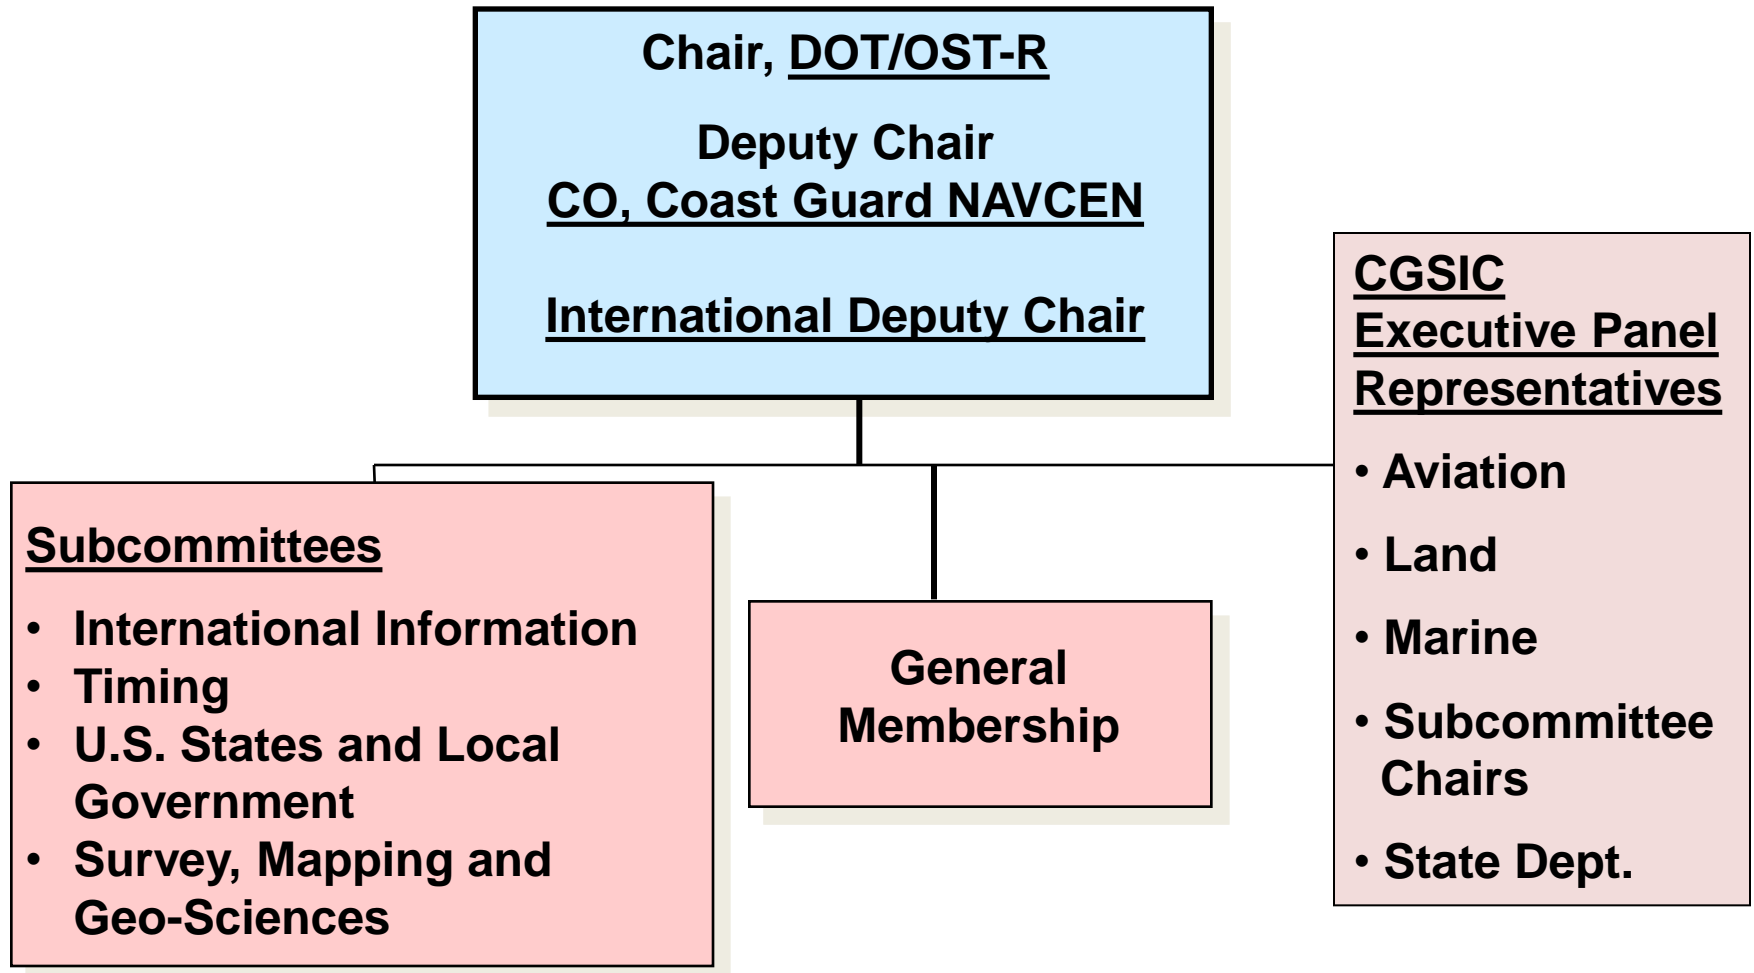 Chair, DOT/OST-R
Deputy Chair
CO, Coast Guard NAVCEN
International Deputy Chair
CGSIC
Executive Panel
Representatives
• Aviation
• Land
• Marine
• Subcommittee
Chairs
• State Dept.
Subcommittees
• International Information
• Timing
• U.S. States and Local
Government
• Survey, Mapping and
Geo-Sciences
General
Membership